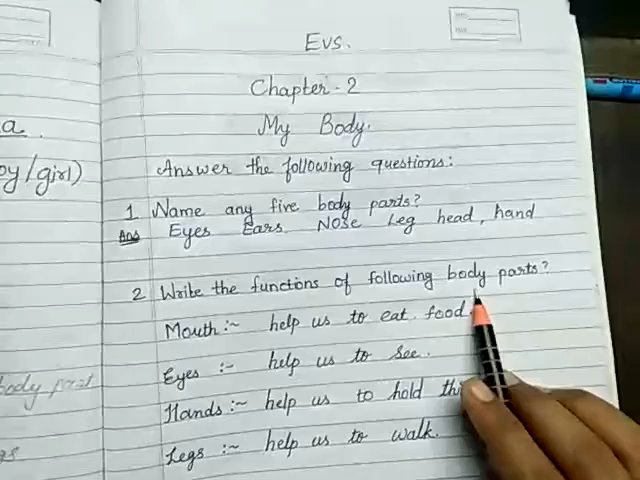 Evs.
Chapter-2
My Body.
Answer the following questions:
1 Name any five body parts?
Ans Eyes Ears Nose Leg head, hand
2 Write the functions of following body parts?
Mouth:~ help us to eat food.
Eyes :~ help us to see.
Hands:~ help us to hold
Legs :~ help us to walk.
a.
/girl)
body part